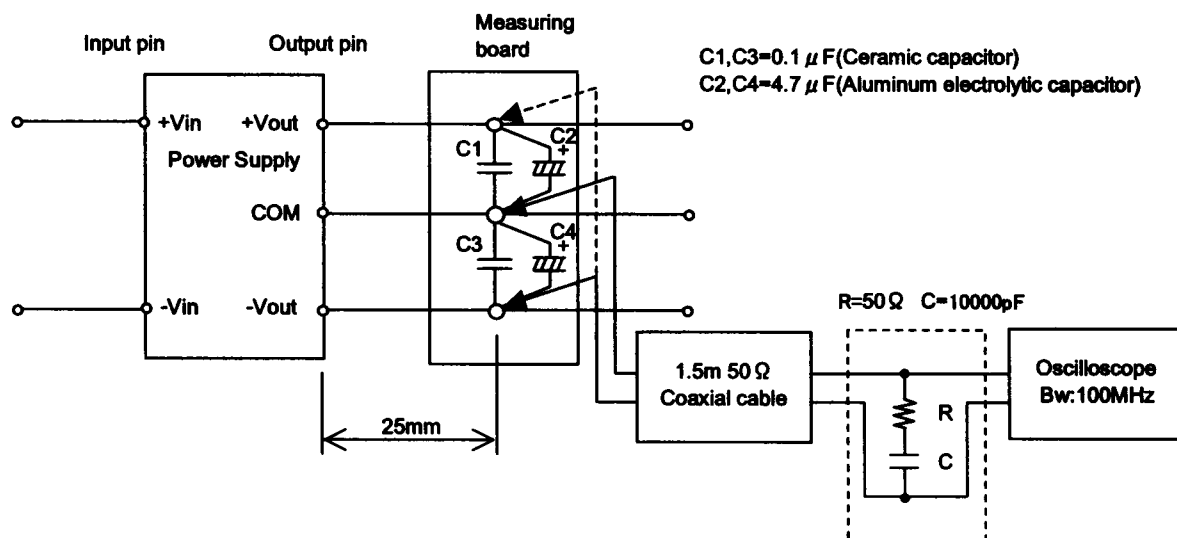 Measuring
board
Input pin
Output pin
C1,C3=0.1 μF(Ceramic capacitor)
C2,C4=4.7 μF(Aluminum electrolytic capacitor)
+Vin
+Vout
Power Supply
COM
-Vin
-Vout
C1
C2
+
C3
C4
+
R=50Ω C=10000pF
1.5m 50Ω
Coaxial cable
Oscilloscope
Bw:100MHz
R
C
25mm